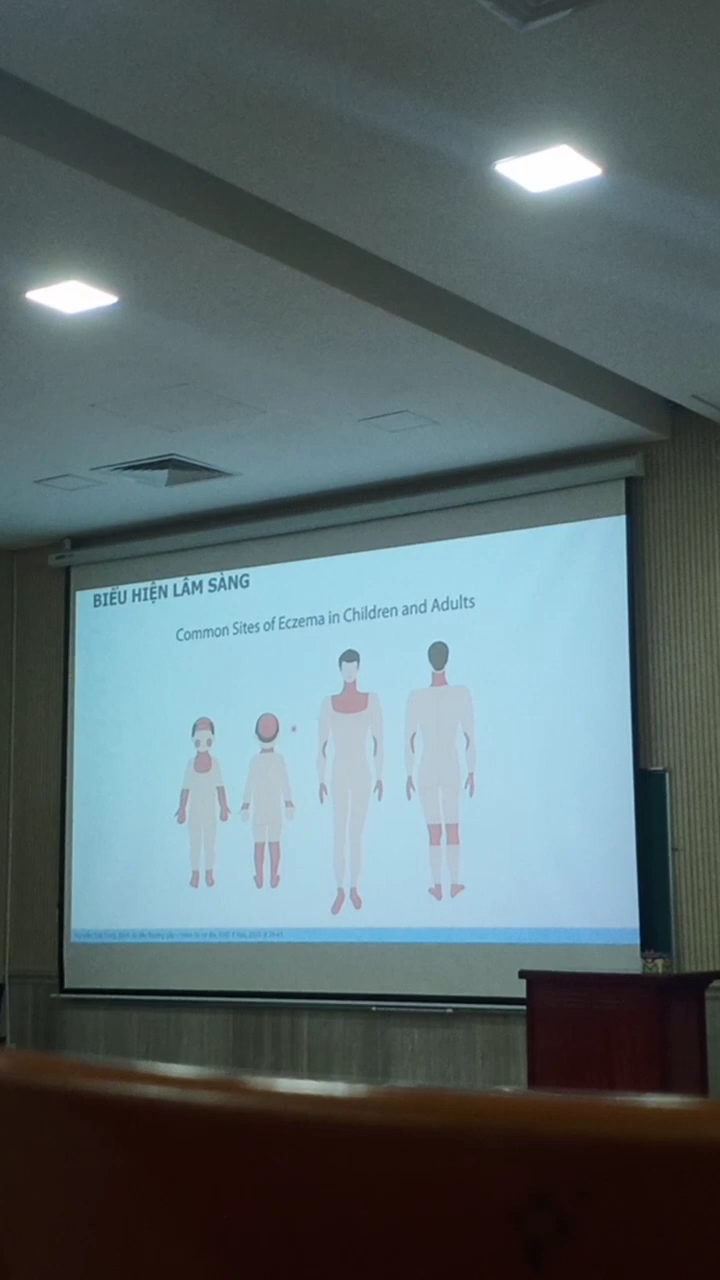 BIỂU HIỆN LÂM SÀNG
Common Sites of Eczema in Children and Adults